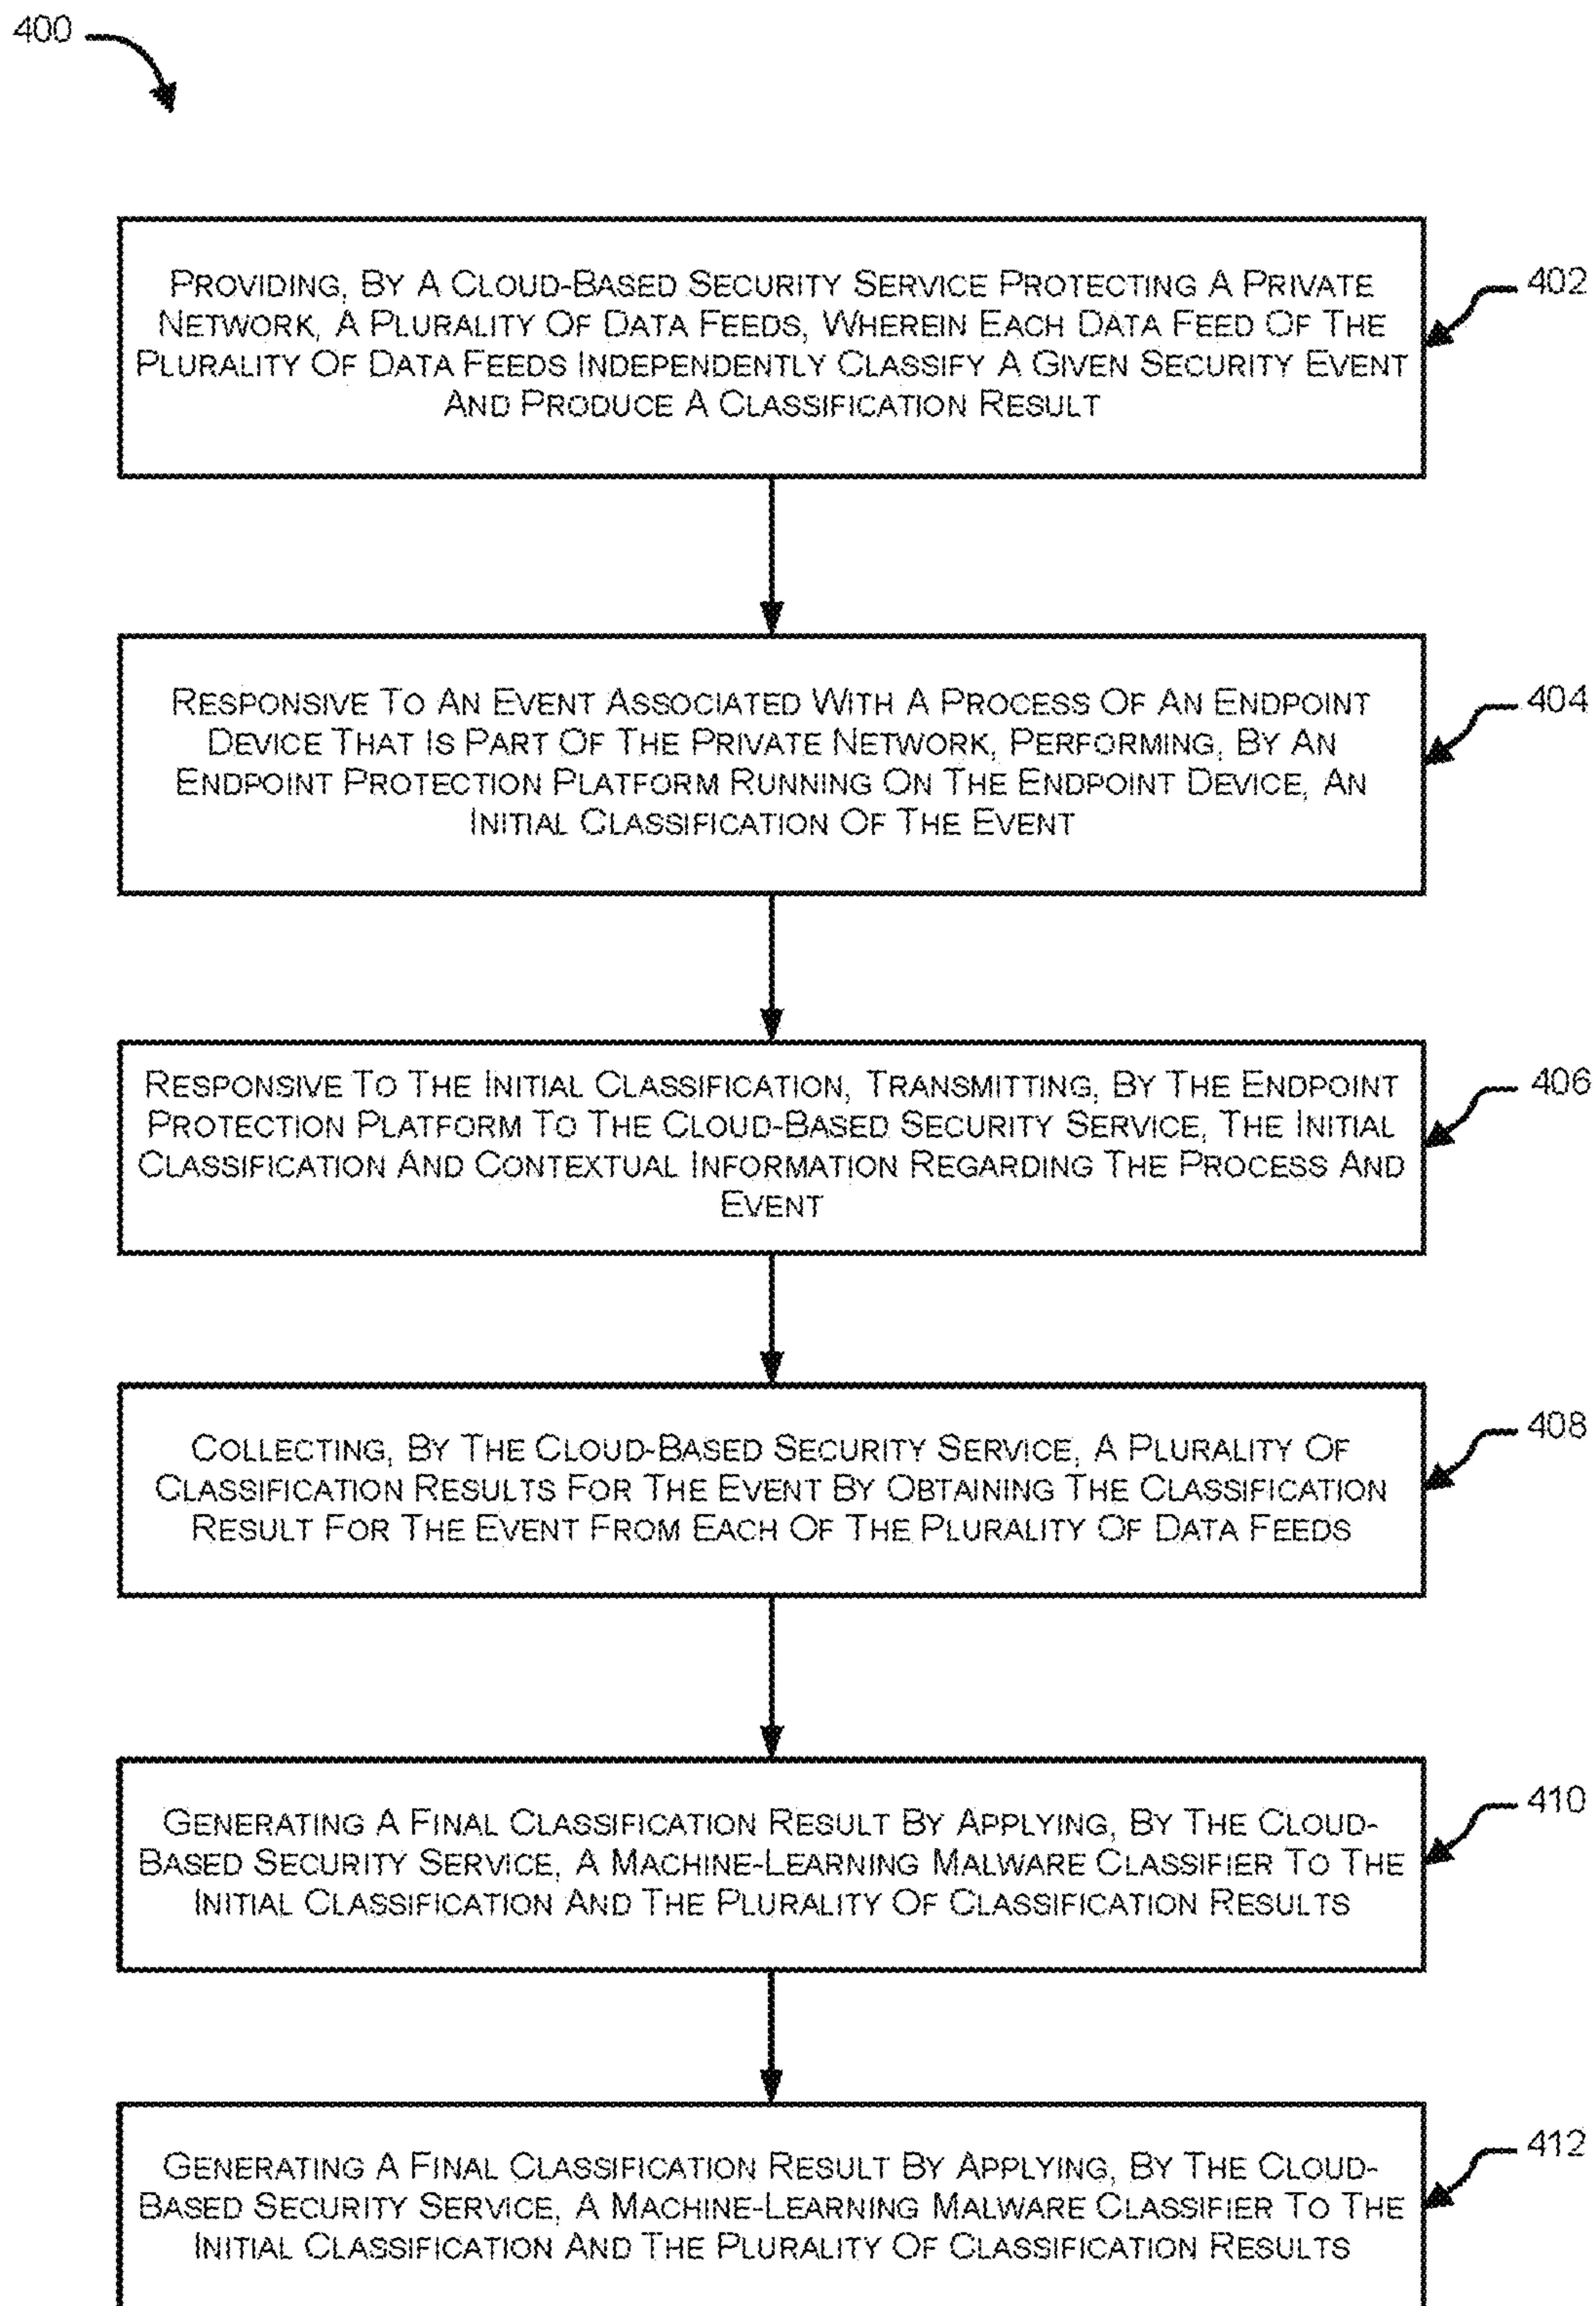 400
PROVIDING, BY A CLOUD-BASED SECURITY SERVICE PROTECTING A PRIVATE
NETWORK, A PLURALITY OF DATA FEEDS, WHEREIN EACH DATA FEED OF THE
PLURALITY OF DATA FEEDS INDEPENDENTLY CLASSIFY A GIVEN SECURITY EVENT
AND PRODUCE A CLASSIFICATION RESULT
402
RESPONSIVE TO AN EVENT ASSOCIATED WITH A PROCESS OF AN ENDPOINT
DEVICE THAT IS PART OF THE PRIVATE NETWORK, PERFORMING, BY AN
ENDPOINT PROTECTION PLATFORM RUNNING ON THE ENDPOINT DEVICE, AN
INITIAL CLASSIFICATION OF THE EVENT
404
RESPONSIVE TO THE INITIAL CLASSIFICATION, TRANSMITTING, BY THE ENDPOINT
PROTECTION PLATFORM TO THE CLOUD-BASED SECURITY SERVICE, THE INITIAL
CLASSIFICATION AND CONTEXTUAL INFORMATION REGARDING THE PROCESS AND
EVENT
406
COLLECTING, BY THE CLOUD-BASED SECURITY SERVICE, A PLURALITY OF
CLASSIFICATION RESULTS FOR THE EVENT BY OBTAINING THE CLASSIFICATION
RESULT FOR THE EVENT FROM EACH OF THE PLURALITY OF DATA FEEDS
408
GENERATING A FINAL CLASSIFICATION RESULT BY APPLYING, BY THE CLOUD-
BASED SECURITY SERVICE, A MACHINE-LEARNING MALWARE CLASSIFIER TO THE
INITIAL CLASSIFICATION AND THE PLURALITY OF CLASSIFICATION RESULTS
410
GENERATING A FINAL CLASSIFICATION RESULT BY APPLYING, BY THE CLOUD-
BASED SECURITY SERVICE, A MACHINE-LEARNING MALWARE CLASSIFIER TO THE
INITIAL CLASSIFICATION AND THE PLURALITY OF CLASSIFICATION RESULTS
412